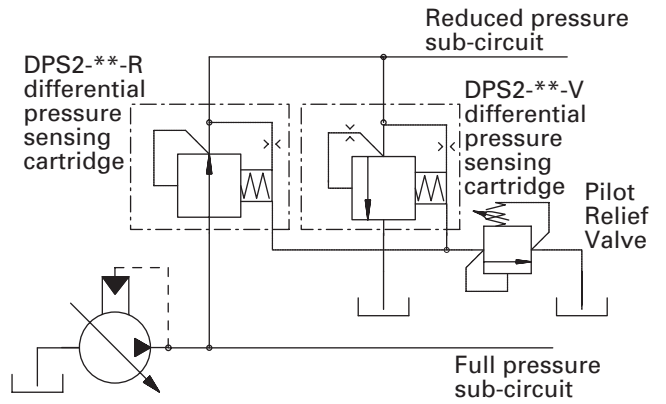 Reduced pressure
sub-circuit
DPS2-**-R
differential
pressure
sensing
cartridge
DPS2-**-V
differential
pressure
sensing
cartridge
Pilot
Relief
Valve
Full pressure
sub-circuit